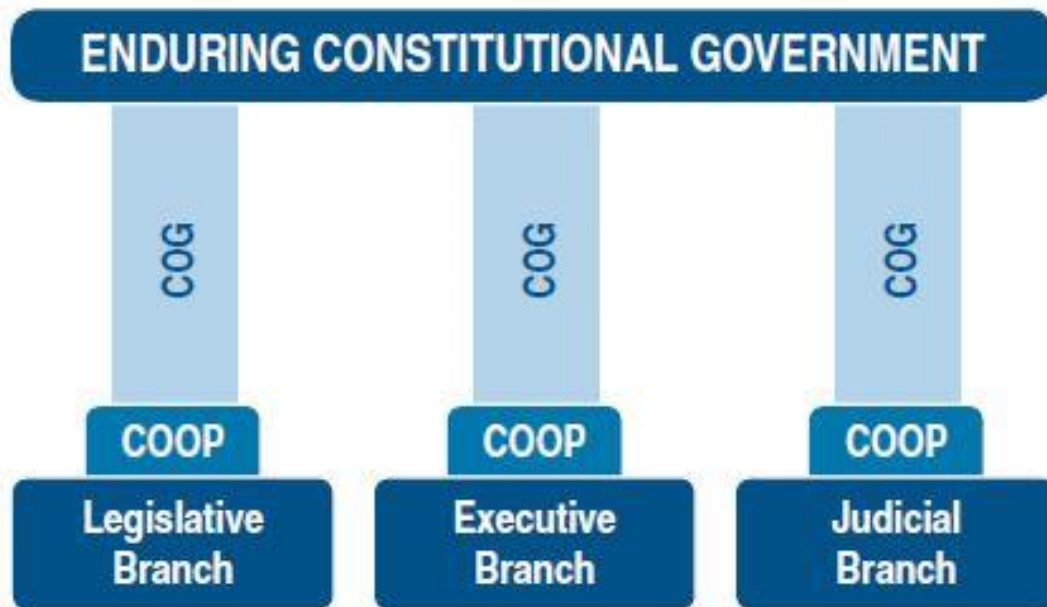 ENDURING CONSTITUTIONAL GOVERNMENT
COG
COG
COG
COOP
COOP
COOP
Legislative
Branch
Executive
Branch
Judicial
Branch